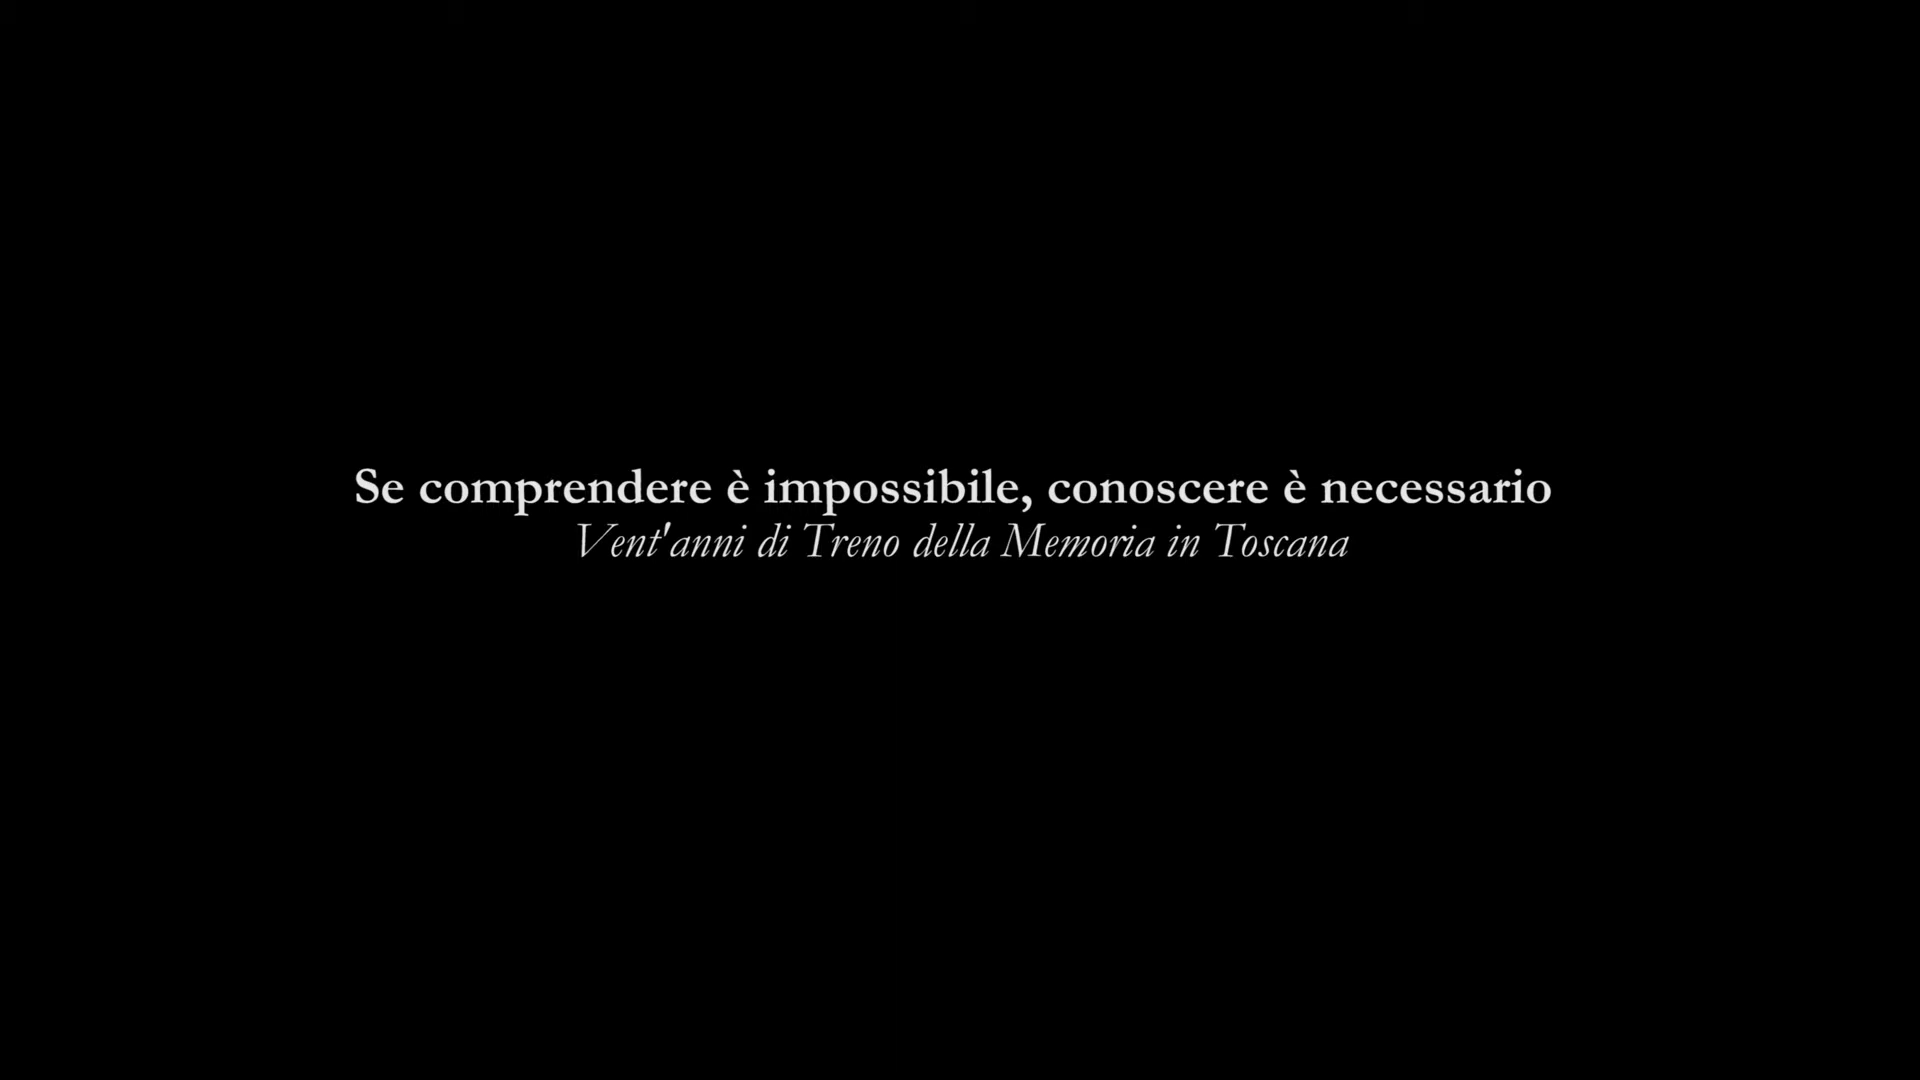 Se comprendere è impossibile, conoscere è necessario
Vent'anni di Treno della Memoria in Toscana